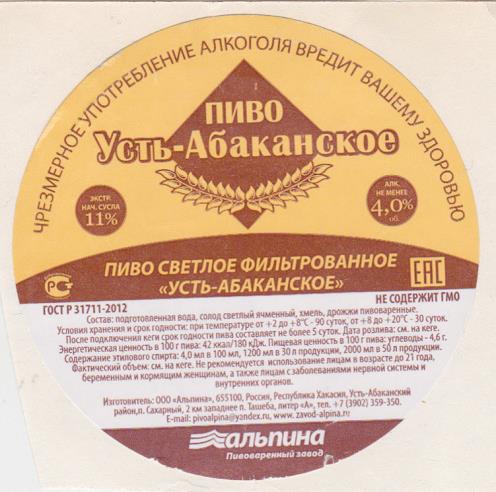 ЧРЕЗМЕРНОЕ УПОТРЕБЛЕНИЕ АЛКОГОЛЯ ВРЕДИТ ВАШЕМУ ЗДОРОВЬЮ
ПИВО
Усть-Абаканское
ЭКСТР.
НАЧ. СУСЛА
11%
АЛК.
НЕ МЕНЕЕ
4,0%
об.
ПИВО СВЕТЛОЕ ФИЛЬТРОВАННОЕ
«УСТЬ-АБАКАНСКОЕ»
ЕАС
ГОСТ Р 31711-2012
НЕ СОДЕРЖИТ ГМО
Состав: подготовленная вода, солод светлый ячменный, хмель, дрожжи пивоваренные.
Условия хранения и срок годности: при температуре от +2 до +8°С - 90 суток, от +8 до +20°С - 30 суток.
После подключения кеги срок годности пива составляет не более 5 суток. Дата розлива: см. на кеге.
Энергетическая ценность в 100 г пива: 42 ккал/180 кДж. Пищевая ценность в 100 г пива: углеводы - 4,6 г.
Содержание этилового спирта: 4,0 мл в 100 мл, 1200 мл в 30 л продукции, 2000 мл в 50 л продукции.
Фактический объем: см. на кеге. Не рекомендуется использование лицам в возрасте до 21 года,
беременным и кормящим женщинам, а также лицам с заболеваниями нервной системы и
внутренних органов.
Изготовитель: ООО «Альпина», 655100, Россия, Республика Хакасия, Усть-Абаканский
район,п. Сахарный, 2 км западнее п. Ташеба, литер «А», тел. +7 (3902) 359-350.
E-mail: pivoalpina@yandex.ru, www. zavod-alpina.ru
альпина
Пивоваренный завод